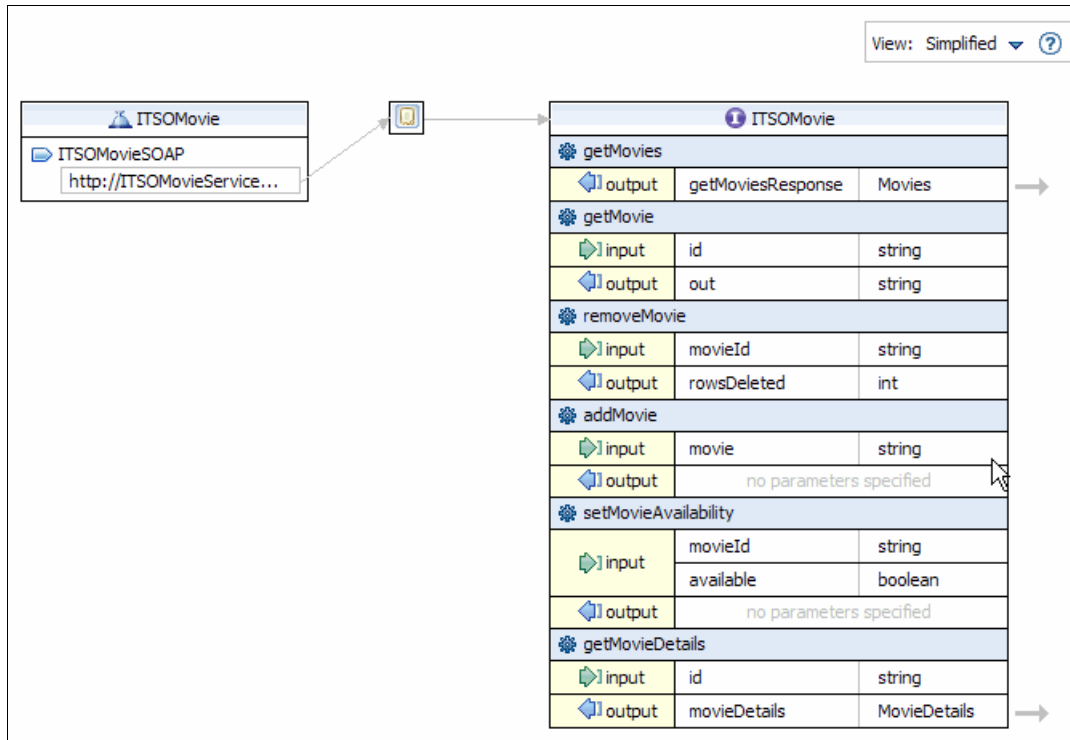 View: Simplified
ITSOMovie
ITSOMovieSOAP
http://ITSOMovieService...
ITSOMovie
getMovies
output getMoviesResponse Movies
getMovie
input id string
output out string
removeMovie
input movieId string
output rowsDeleted int
addMovie
input movie string
output no parameters specified
setMovieAvailability
input movieId string
available boolean
output no parameters specified
getMovieDetails
input id string
output movieDetails MovieDetails